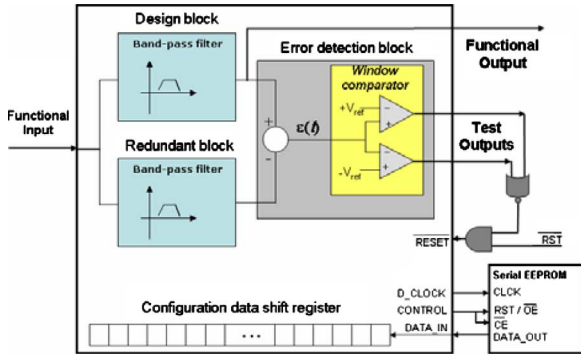 Design block
Band-pass filter
Functional Input
Redundant block
Band-pass filter
Error detection block
Window comparator
+Vref
ε(t)
-Vref
+
-
-
+
-
+
Functional Output
Test Outputs
RESET
RST
Serial EEPROM
D_CLOCK
CLCK
CONTROL
RST / OE
CE
DATA_IN
DATA_OUT
Configuration data shift register
...